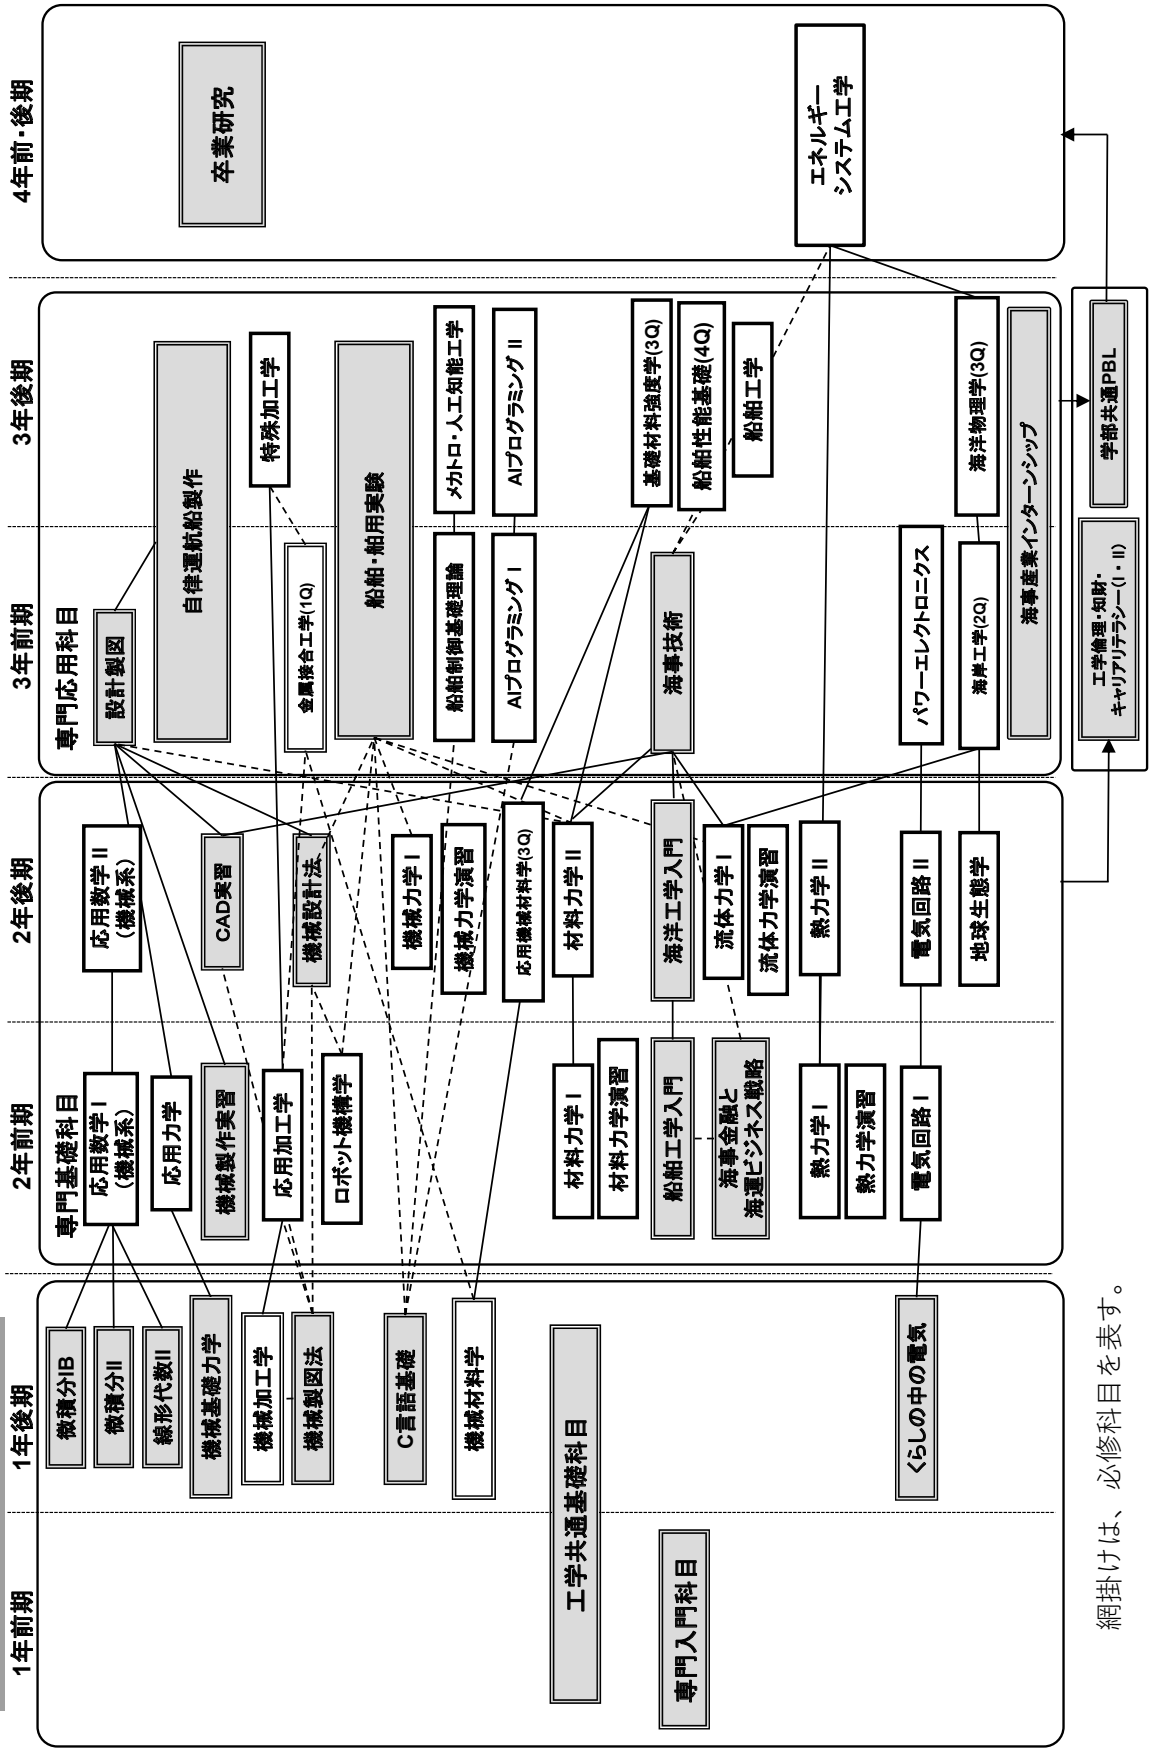 1年前期
1年後期
2年前期
2年後期
3年前期
3年後期
4年前・後期
専門入門科目
工学共通基礎科目
微積分IB
微積分II
線形代数II
機械基礎力学
機械加工学
機械製図法
C言語基礎
機械材料学
くらしの中の電気
専門基礎科目
応用数学 I
(機械系)
応用力学
機械製作実習
応用加工学
ロボット機構学
材料力学 I
材料力学演習
船舶工学入門
海事金融と
海運ビジネス戦略
熱力学 I
熱力学演習
電気回路 I
応用数学 II
(機械系)
CAD実習
機械設計法
機械力学 I
機械力学演習
応用機械材料学(3Q)
材料力学 II
海洋工学入門
流体力学 I
流体力学演習
熱力学 II
電気回路 II
地球生態学
専門応用科目
設計製図
自律運航船製作
金属接合工学(1Q)
船舶・舶用実験
船舶制御基礎理論
AIプログラミング I
海事技術
パワーエレクトロニクス
海岸工学(2Q)
海事産業インターンシップ
工学倫理・知財・
キャリアリテラシー(I・II)
特殊加工学
メカトロ・人工知能工学
AIプログラミング II
基礎材料強度学(3Q)
船舶性能基礎(4Q)
船舶工学
海洋物理学(3Q)
学部共通PBL
卒業研究
エネルギー
システム工学
網掛けは、必修科目を表す。